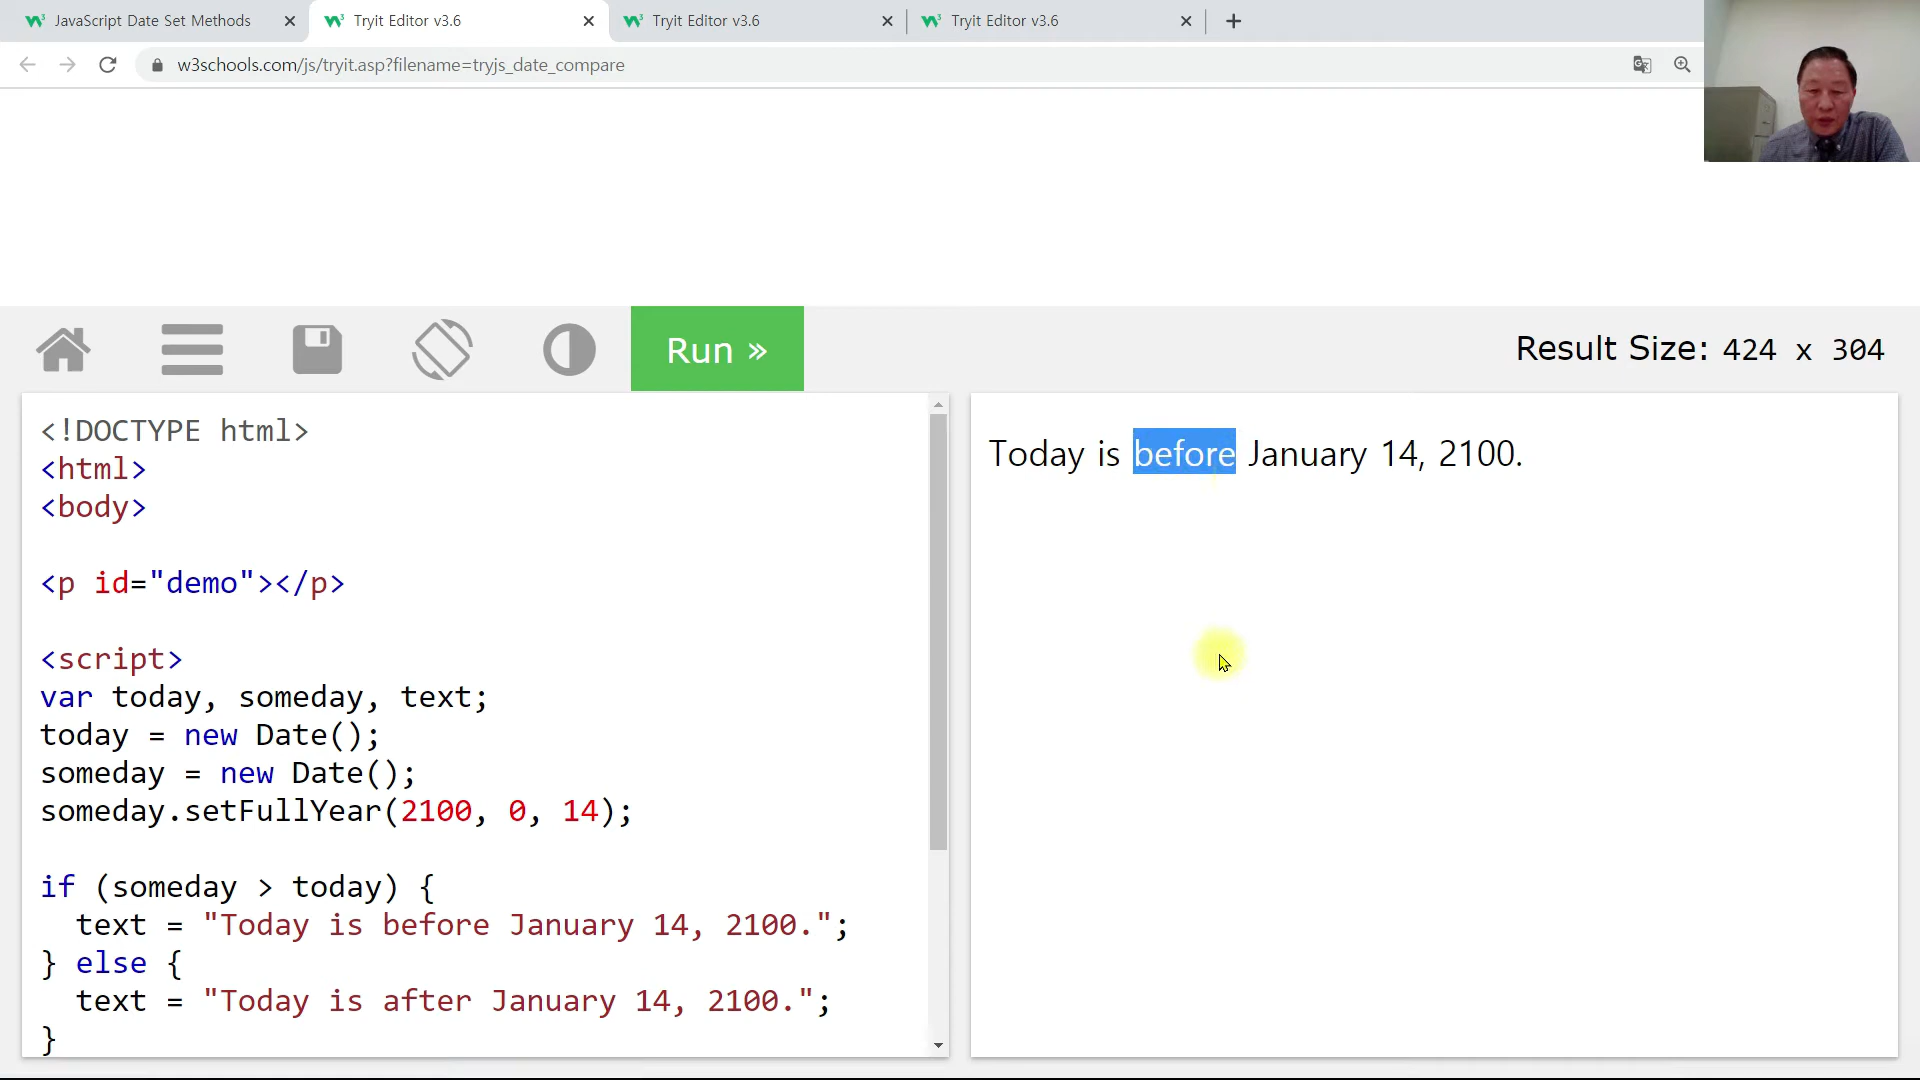 JavaScript Date Set Methods
Tryit Editor v3.6
Tryit Editor v3.6
Tryit Editor v3.6
w3schools.com/js/tryit.asp?filename=tryjs_date_compare
Run »
Result Size: 424 x 304
<!DOCTYPE html>
<html>
<body>
<p id="demo"></p>
<script>
var today, someday, text;
today = new Date();
someday = new Date();
someday.setFullYear(2100, 0, 14);
if (someday > today) {
  text = "Today is before January 14, 2100.";
} else {
  text = "Today is after January 14, 2100.";
}
Today is before January 14, 2100.